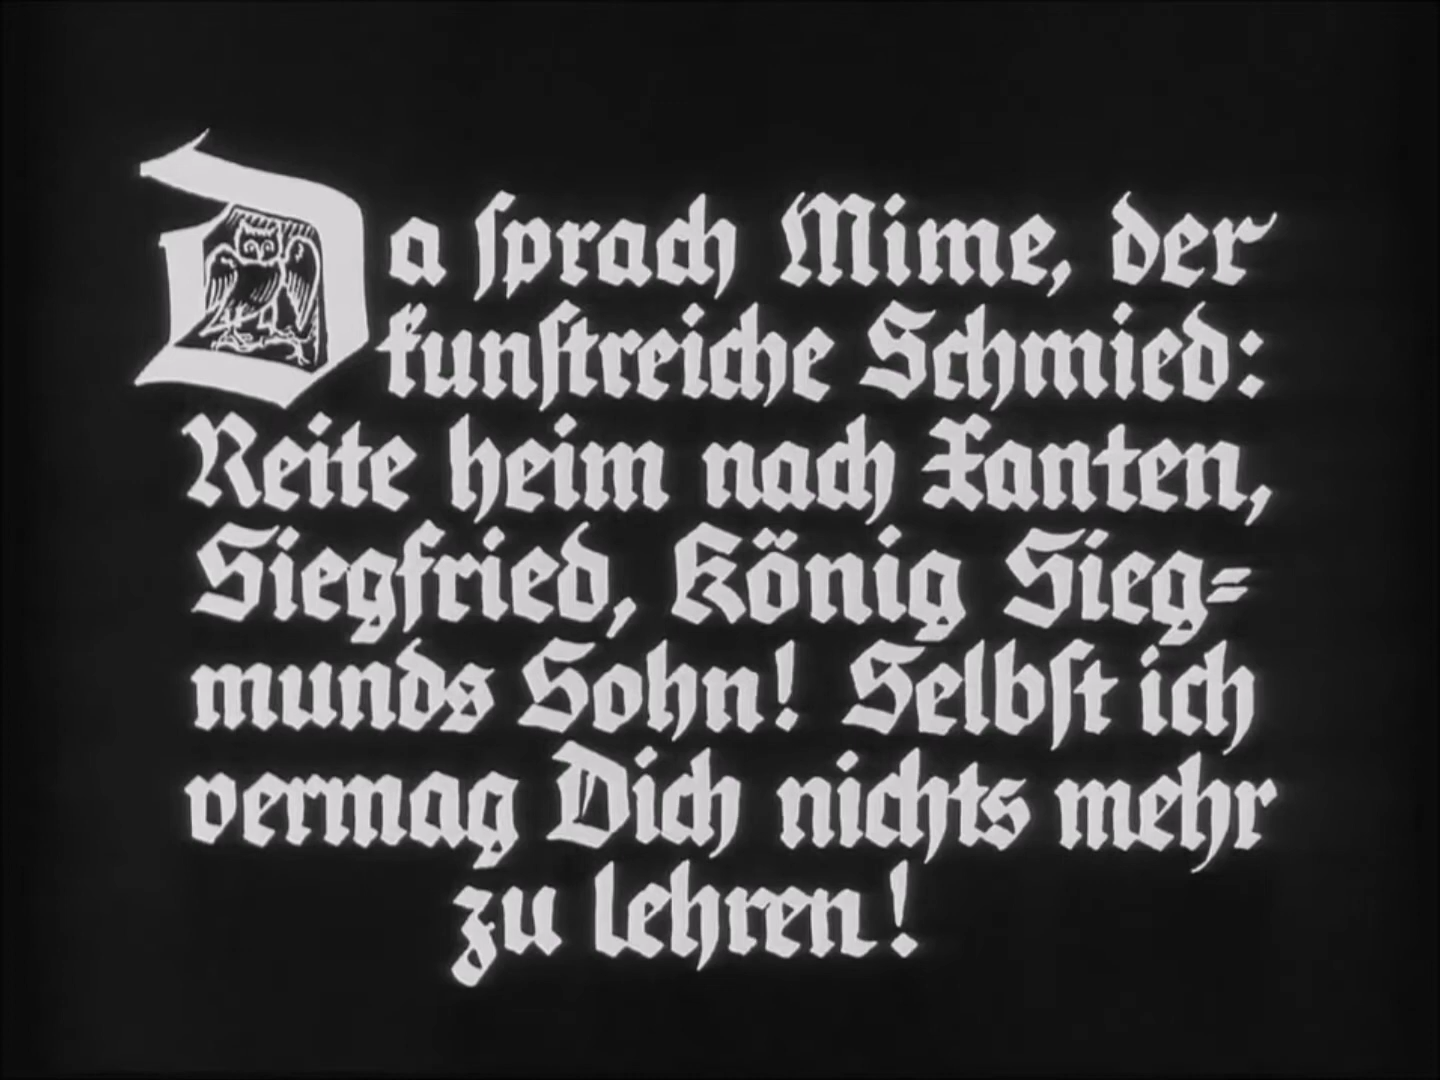 Da sprach Mime, der
kunstreiche Schmied:
Reite heim nach Xanten,
Siegfried, König Sieg=
munds Sohn! Selbst ich
vermag Dich nichts mehr
zu lehren!